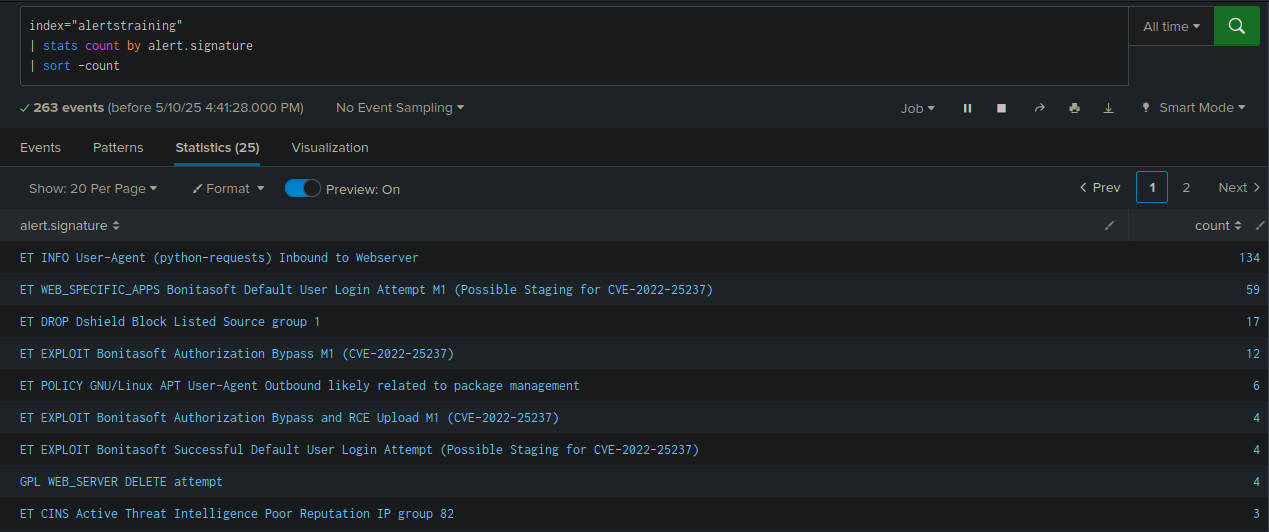 index="alertstraining"
| stats count by alert.signature
| sort -count
All time
263 events (before 5/10/25 4:41:28.000 PM)
No Event Sampling
Job
Smart Mode
Events
Patterns
Statistics (25)
Visualization
Show: 20 Per Page
Format
Preview: On
Prev
1
2
Next
alert.signature
count
ET INFO User-Agent (python-requests) Inbound to Webserver 134
ET WEB_SPECIFIC_APPS Bonitasoft Default User Login Attempt M1 (Possible Staging for CVE-2022-25237) 59
ET DROP Dshield Block Listed Source group 1 17
ET EXPLOIT Bonitasoft Authorization Bypass M1 (CVE-2022-25237) 12
ET POLICY GNU/Linux APT User-Agent Outbound likely related to package management 6
ET EXPLOIT Bonitasoft Authorization Bypass and RCE Upload M1 (CVE-2022-25237) 4
ET EXPLOIT Bonitasoft Successful Default User Login Attempt (Possible Staging for CVE-2022-25237) 4
GPL WEB_SERVER DELETE attempt 4
ET CINS Active Threat Intelligence Poor Reputation IP group 82 3